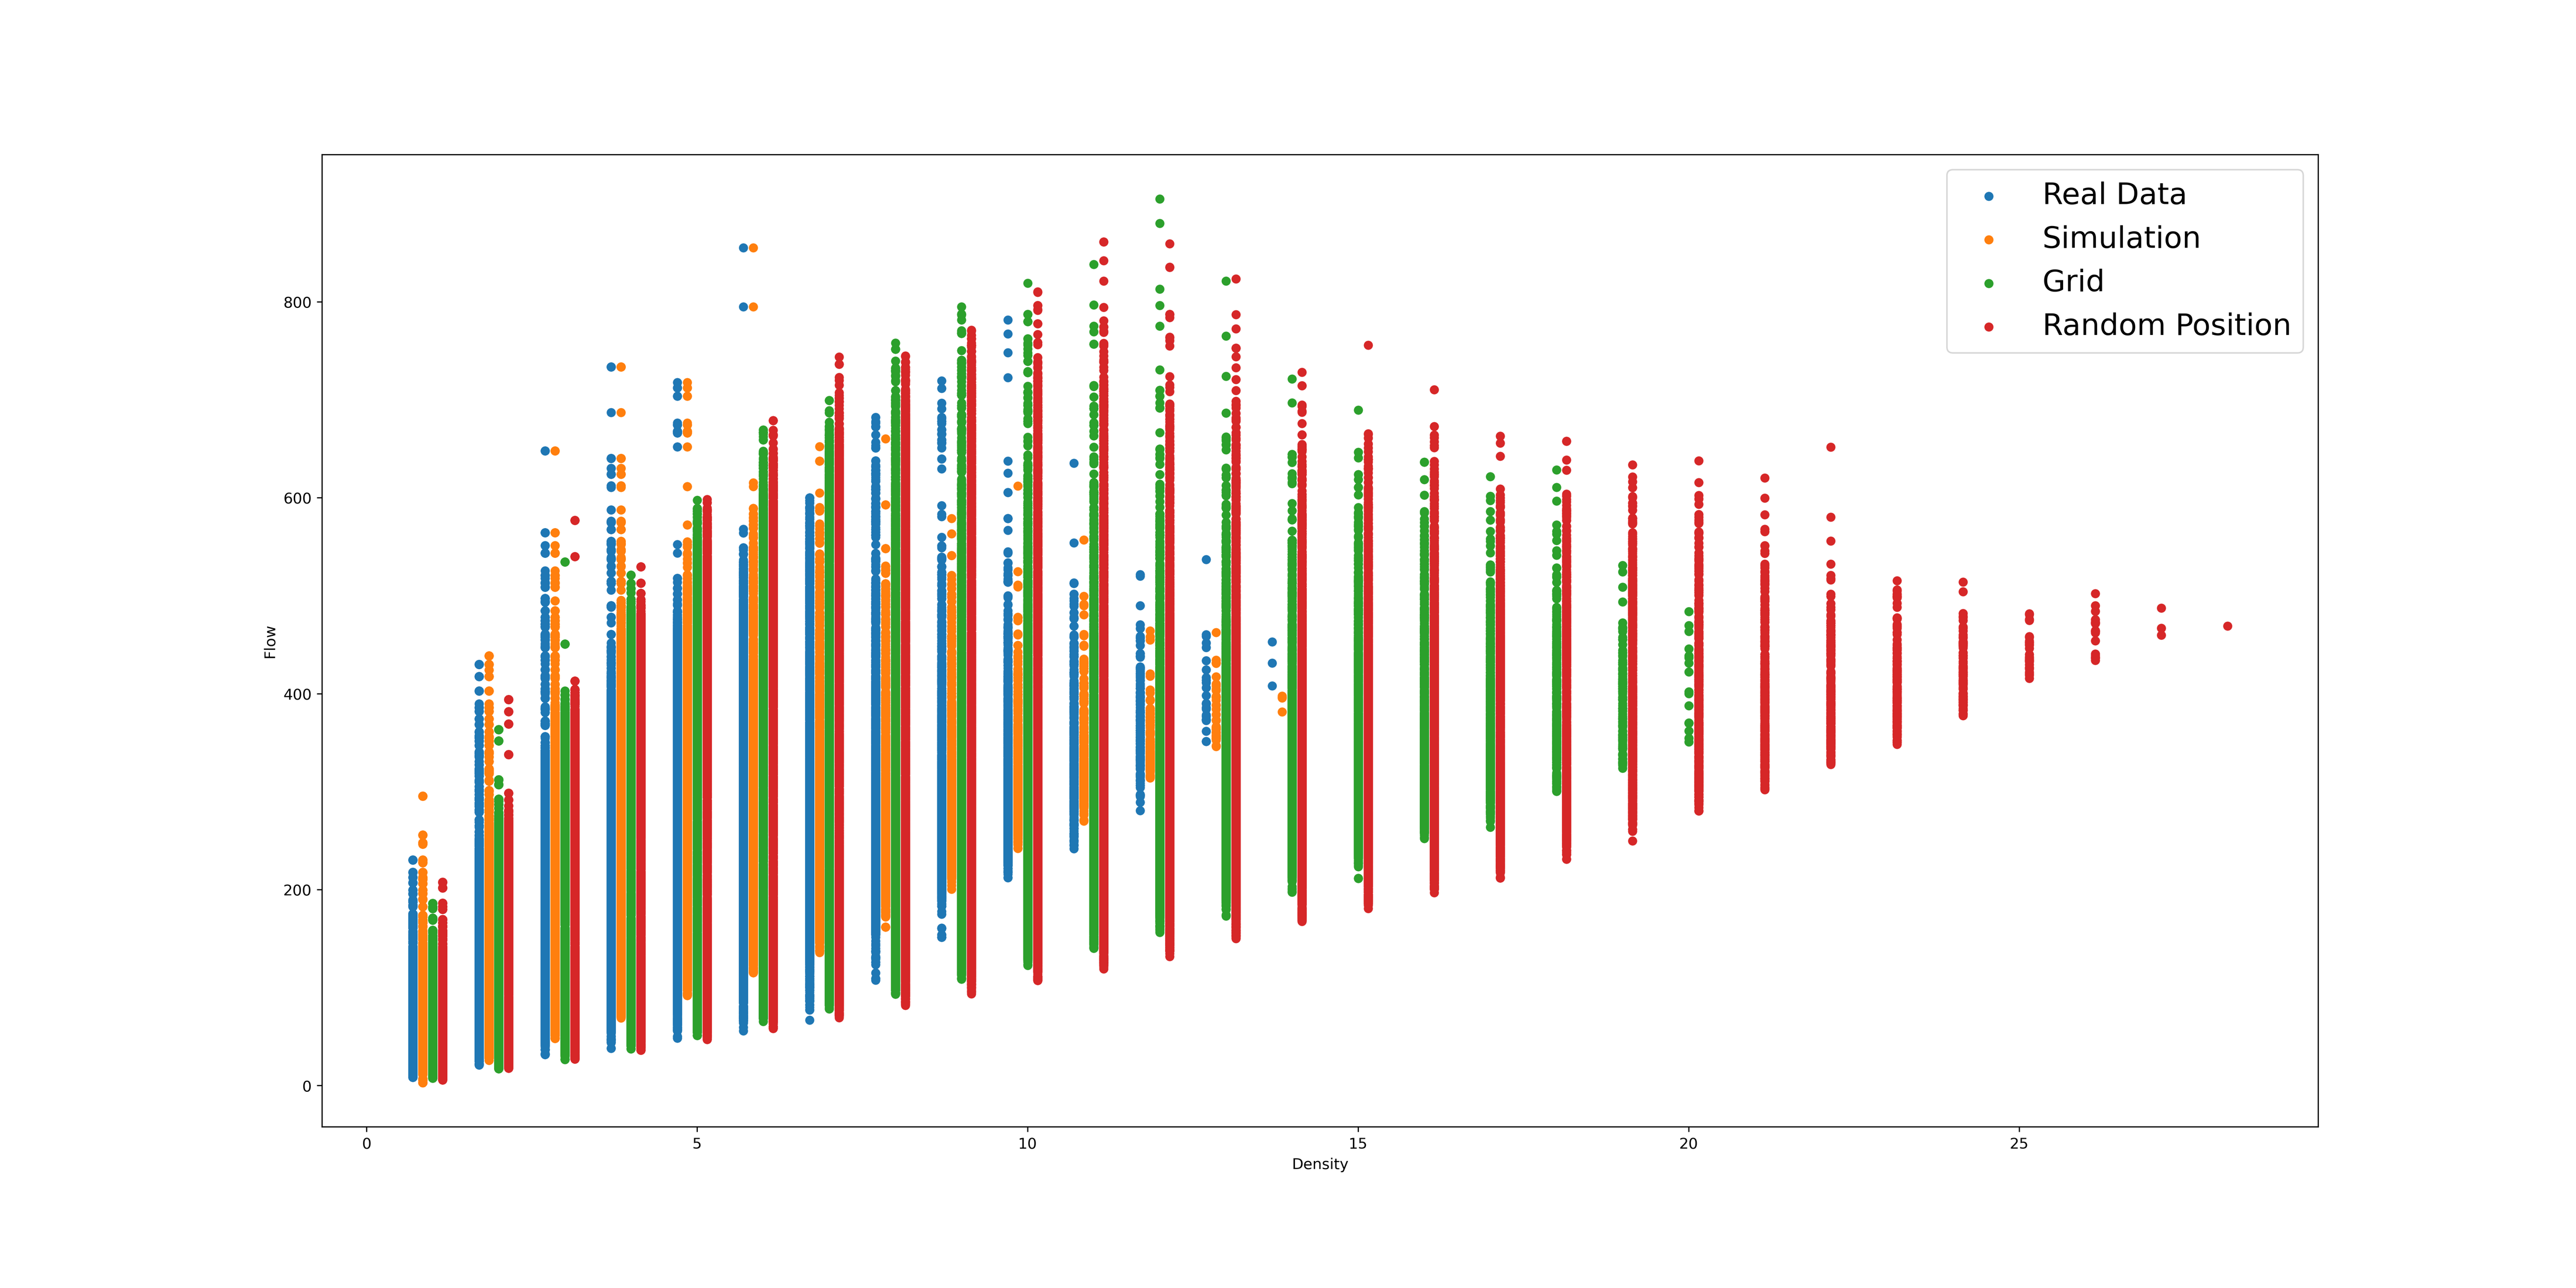 Real Data
Simulation
Grid
Random Position
800
600
400
200
0
Flow
0 5 10 15 20 25
Density